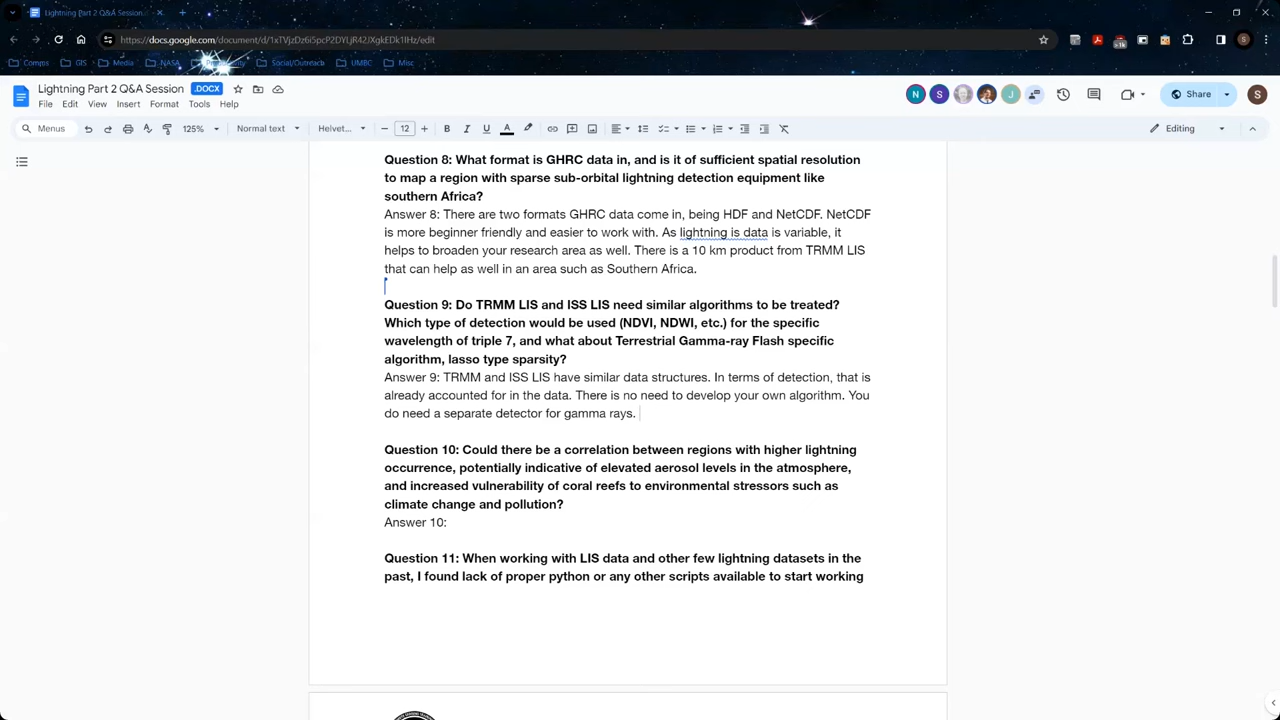 Lightning Part 2 Q&A Session
https://docs.google.com/document/d/1xTVjzDz6i5pcP2DYLjR42JXgkEDk1IHz/edit
Comps GIS Media NASA Social/Outreach UMBC Misc
Lightning Part 2 Q&A Session .DOCX
N S J Share S
File Edit View Insert Format Tools Help
Menus 125% Normal text Helvet... 12 B I U A Editing
Question 8: What format is GHRC data in, and is it of sufficient spatial resolution
to map a region with sparse sub-orbital lightning detection equipment like
southern Africa?
Answer 8: There are two formats GHRC data come in, being HDF and NetCDF. NetCDF
is more beginner friendly and easier to work with. As lightning is data is variable, it
helps to broaden your research area as well. There is a 10 km product from TRMM LIS
that can help as well in an area such as Southern Africa.
Question 9: Do TRMM LIS and ISS LIS need similar algorithms to be treated?
Which type of detection would be used (NDVI, NDWI, etc.) for the specific
wavelength of triple 7, and what about Terrestrial Gamma-ray Flash specific
algorithm, lasso type sparsity?
Answer 9: TRMM and ISS LIS have similar data structures. In terms of detection, that is
already accounted for in the data. There is no need to develop your own algorithm. You
do need a separate detector for gamma rays.
Question 10: Could there be a correlation between regions with higher lightning
occurrence, potentially indicative of elevated aerosol levels in the atmosphere,
and increased vulnerability of coral reefs to environmental stressors such as
climate change and pollution?
Answer 10:
Question 11: When working with LIS data and other few lightning datasets in the
past, I found lack of proper python or any other scripts available to start working